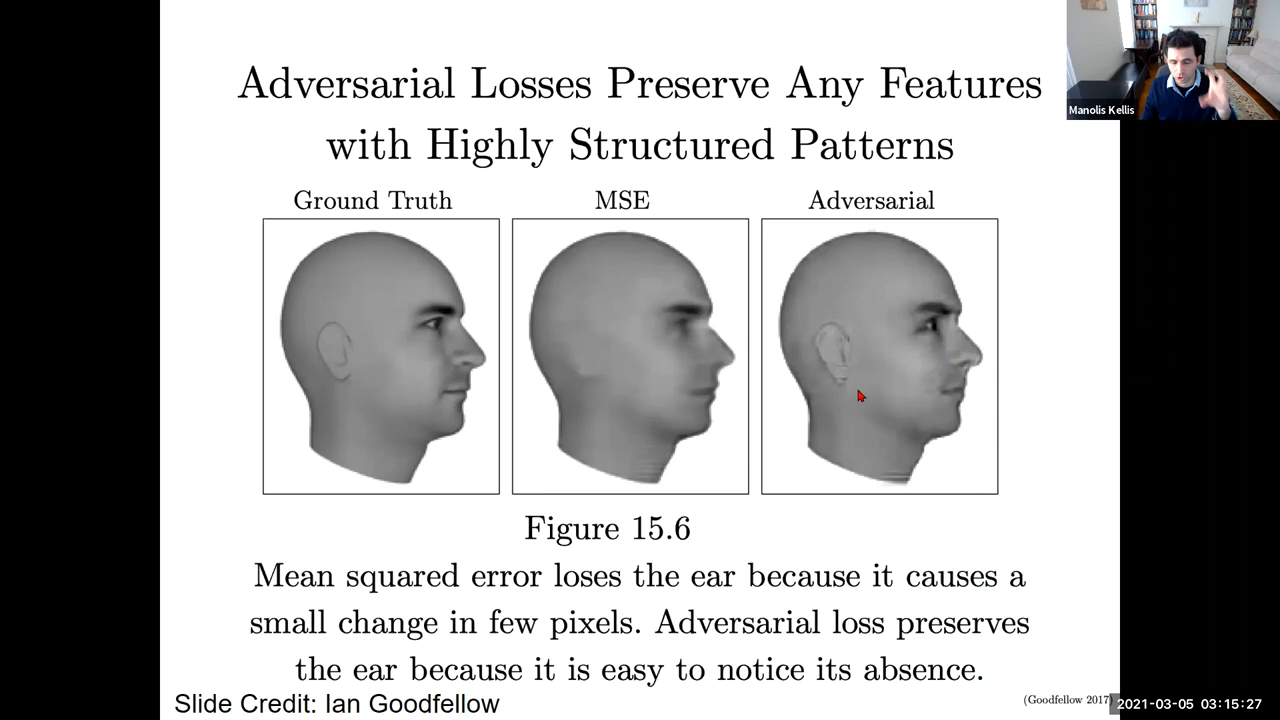 Adversarial Losses Preserve Any Features
with Highly Structured Patterns
Manolis Kellis
Ground Truth
MSE
Adversarial
Figure 15.6
Mean squared error loses the ear because it causes a
small change in few pixels. Adversarial loss preserves
the ear because it is easy to notice its absence.
Slide Credit: Ian Goodfellow
(Goodfellow 2017)
2021-03-05 03:15:27